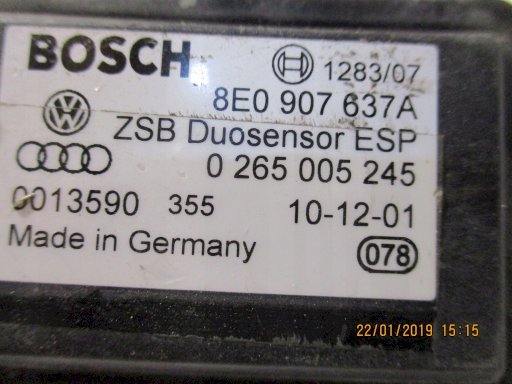 BOSCH 1283/07
8E0 907 637A
ZSB Duosensor ESP
0 265 005 245
0013590 355 10-12-01
Made in Germany 078
22/01/2019 15:15